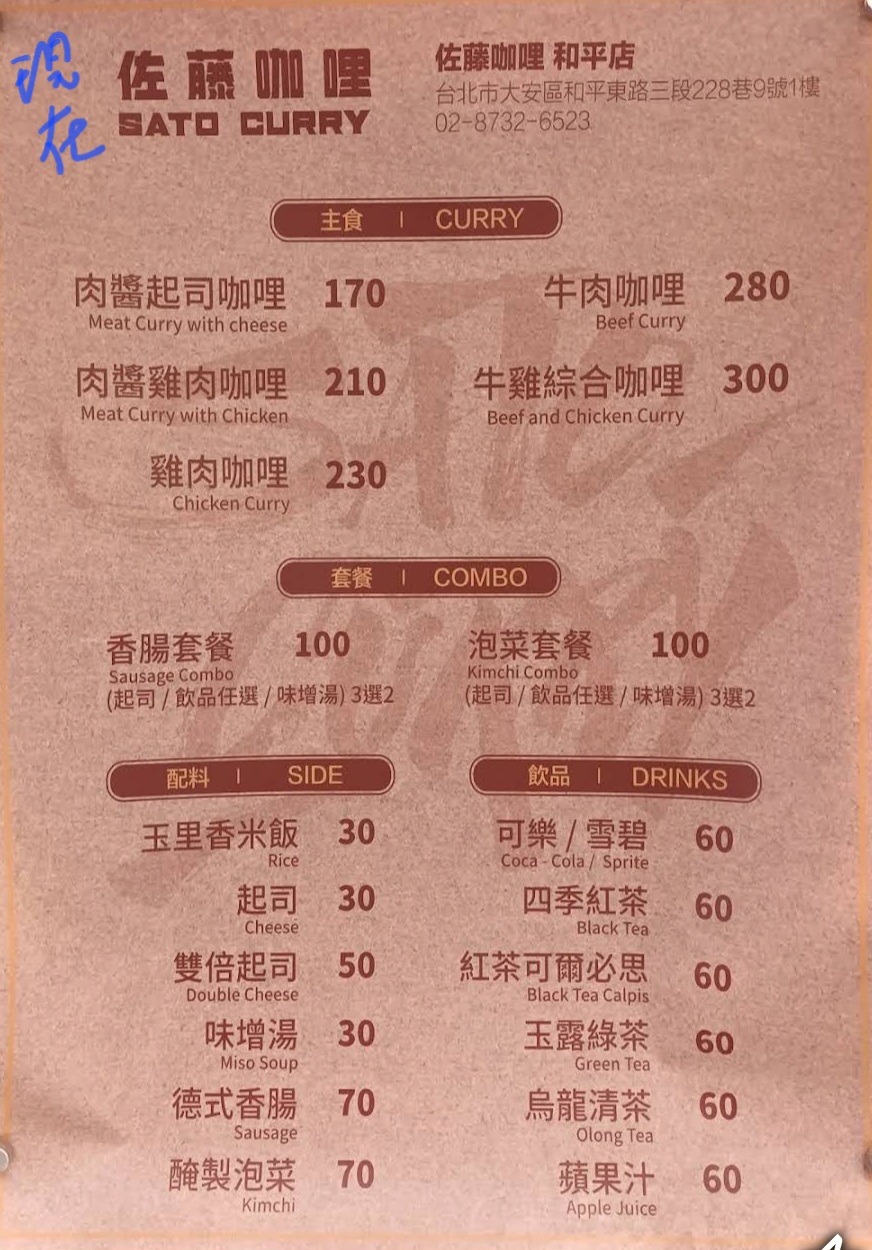 現在
佐藤咖哩
SATO CURRY
佐藤咖哩 和平店
台北市大安區和平東路三段228巷9號1樓
02-8732-6523
主食 | CURRY
肉醬起司咖哩 170
Meat Curry with cheese
肉醬雞肉咖哩 210
Meat Curry with Chicken
雞肉咖哩 230
Chicken Curry
牛肉咖哩 280
Beef Curry
牛雞綜合咖哩 300
Beef and Chicken Curry
套餐 | COMBO
香腸套餐 100
Sausage Combo
(起司 / 飲品任選 / 味增湯) 3選2
泡菜套餐 100
Kimchi Combo
(起司 / 飲品任選 / 味增湯) 3選2
配料 | SIDE
玉里香米飯 30
Rice
起司 30
Cheese
雙倍起司 50
Double Cheese
味增湯 30
Miso Soup
德式香腸 70
Sausage
醃製泡菜 70
Kimchi
飲品 | DRINKS
可樂 / 雪碧 60
Coca - Cola / Sprite
四季紅茶 60
Black Tea
紅茶可爾必思 60
Black Tea Calpis
玉露綠茶 60
Green Tea
烏龍清茶 60
Olong Tea
蘋果汁 60
Apple Juice
SATO
CURRY